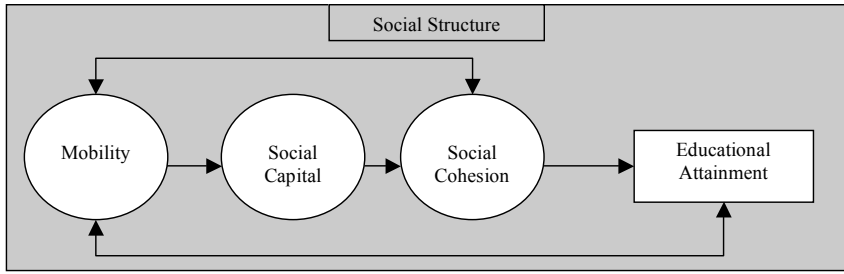 Social Structure
Mobility
Social
Capital
Social
Cohesion
Educational
Attainment